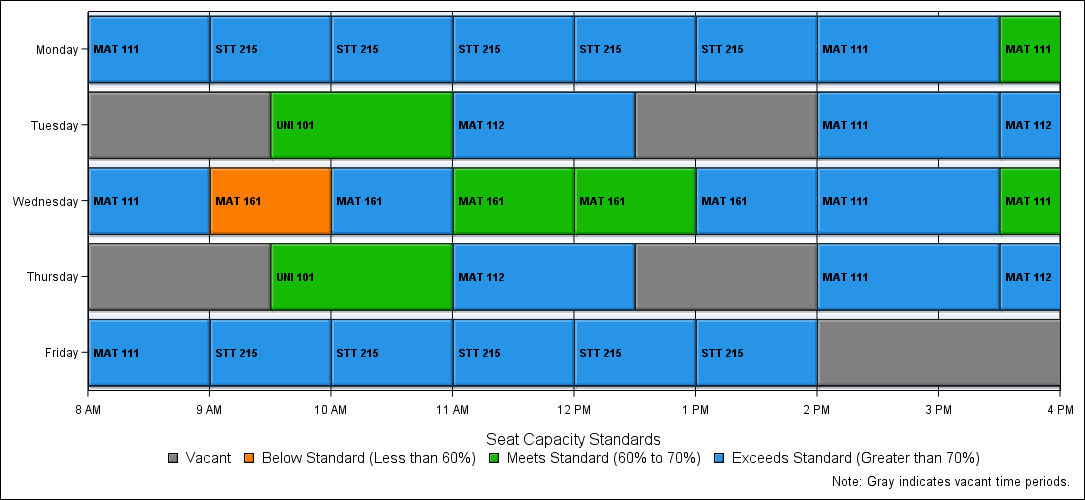 Monday MAT 111 STT 215 STT 215 STT 215 STT 215 STT 215 MAT 111 MAT 111
Tuesday UNI 101 MAT 112 MAT 111 MAT 112
Wednesday MAT 111 MAT 161 MAT 161 MAT 161 MAT 161 MAT 161 MAT 111 MAT 111
Thursday UNI 101 MAT 112 MAT 111 MAT 112
Friday MAT 111 STT 215 STT 215 STT 215 STT 215 STT 215
8 AM 9 AM 10 AM 11 AM 12 PM 1 PM 2 PM 3 PM 4 PM
Seat Capacity Standards
Vacant Below Standard (Less than 60%) Meets Standard (60% to 70%) Exceeds Standard (Greater than 70%)
Note: Gray indicates vacant time periods.